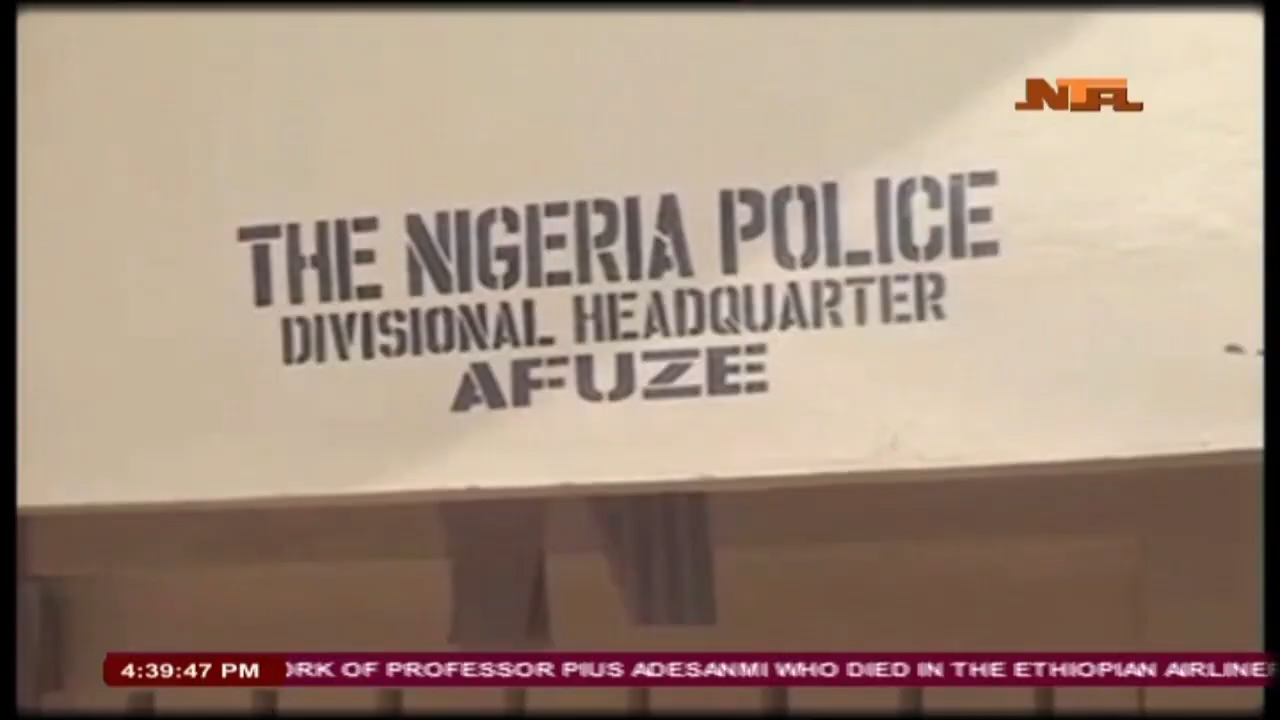 NTA
THE NIGERIA POLICE
DIVISIONAL HEADQUARTER
AFUZE
4:39:47 PM
ORK OF PROFESSOR PIUS ADESANMI WHO DIED IN THE ETHIOPIAN AIRLINE